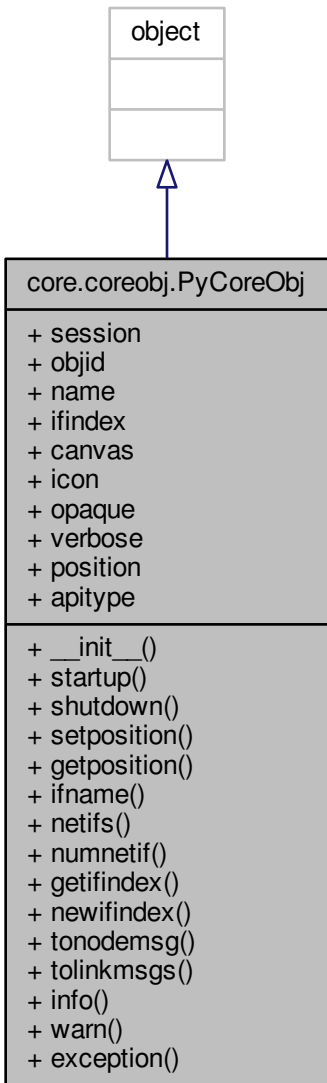 object
core.coreobj.PyCoreObj
+ session
+ objid
+ name
+ ifindex
+ canvas
+ icon
+ opaque
+ verbose
+ position
+ apitype
+ __init__()
+ startup()
+ shutdown()
+ setposition()
+ getposition()
+ ifname()
+ netifs()
+ numnetif()
+ getifindex()
+ newifindex()
+ tonodemsg()
+ tolinkmsgs()
+ info()
+ warn()
+ exception()